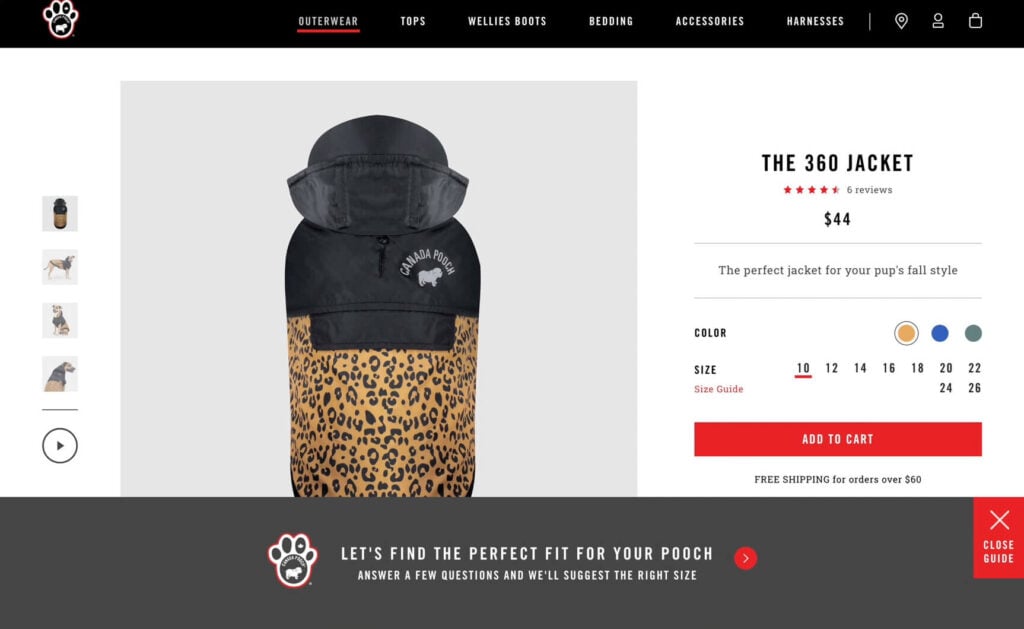 OUTERWEAR TOPS WELLIES BOOTS BEDDING ACCESSORIES HARNESSES
CANADA POOCH
THE 360 JACKET
6 reviews
$44
The perfect jacket for your pup's fall style
COLOR
SIZE 10 12 14 16 18 20 22
Size Guide 24 26
ADD TO CART
FREE SHIPPING for orders over $60
LET'S FIND THE PERFECT FIT FOR YOUR POOCH
ANSWER A FEW QUESTIONS AND WE'LL SUGGEST THE RIGHT SIZE
CLOSE
GUIDE